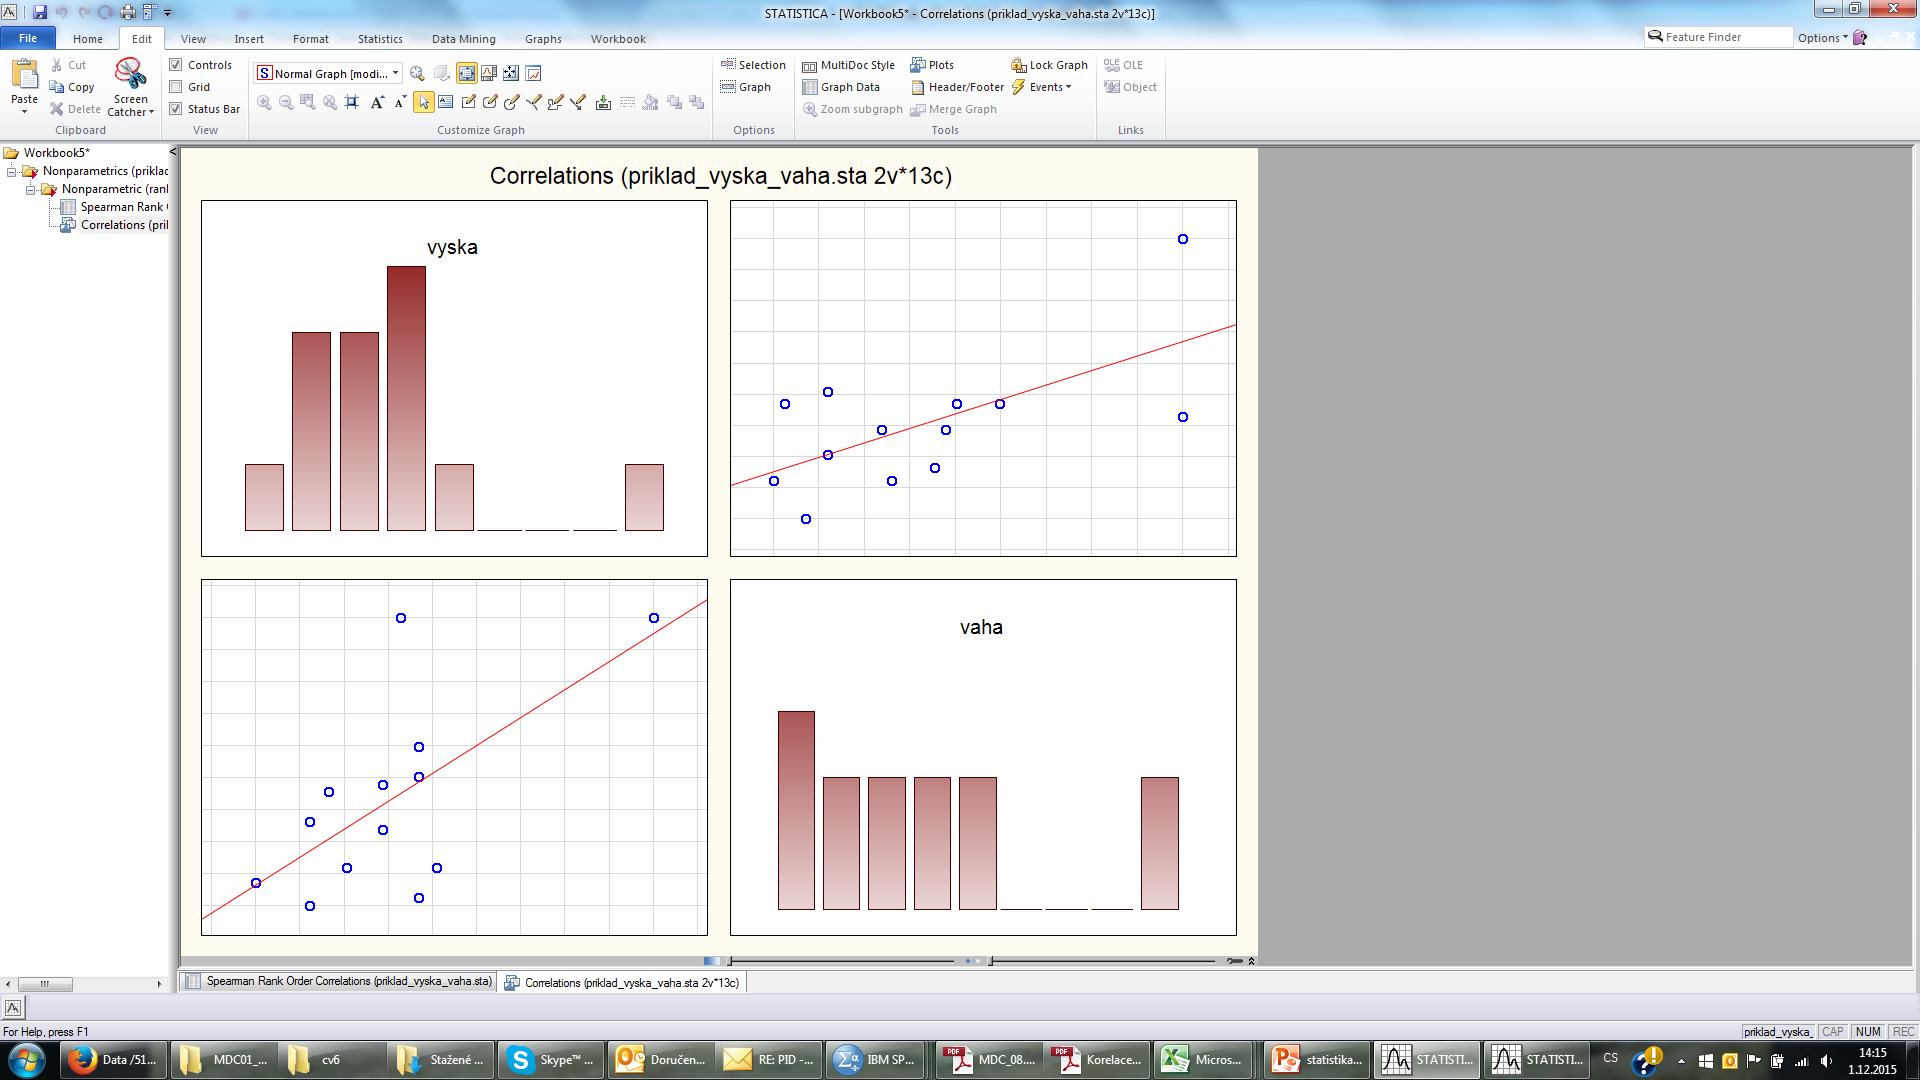 STATISTICA - [Workbook5* - Correlations (priklad_vyska_vaha.sta 2v*13c)]
File Home Edit View Insert Format Statistics Data Mining Graphs Workbook
Feature Finder Options
Paste
Cut
Copy
Delete
Screen Catcher
Clipboard
Controls
Grid
Status Bar
View
Normal Graph [modi...
Customize Graph
Selection
Graph
Options
MultiDoc Style
Graph Data
Zoom subgraph
Plots
Header/Footer
Merge Graph
Lock Graph
Events
Tools
OLE
Object
Links
Workbook5*
Nonparametrics (priklad
Nonparametric (ranl
Spearman Rank
Correlations (pril
Correlations (priklad_vyska_vaha.sta 2v*13c)
vyska
vaha
Spearman Rank Order Correlations (priklad_vyska_vaha.sta)
Correlations (priklad_vyska_vaha.sta 2v*13c)
For Help, press F1
priklad_vyska_ CAP NUM REC
Data /51...
MDC01_...
cv6
Stažené ...
Skype™ ...
Doručen...
RE: PID -...
IBM SP...
MDC_08....
Korelace...
Micros...
statistika...
STATISTI...
STATISTI...
CS
14:15
1.12.2015